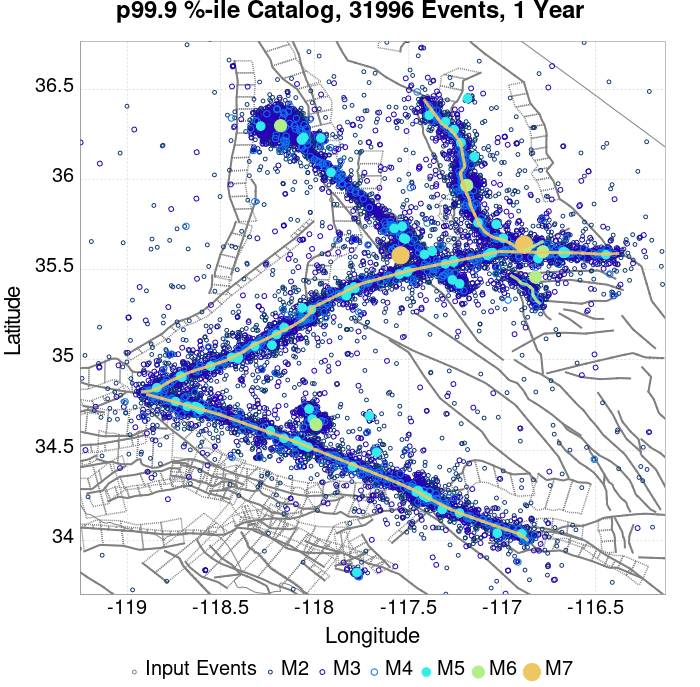 p99.9 %-ile Catalog, 31996 Events, 1 Year
36.5
36
35.5
35
34.5
34
Latitude
-119 -118.5 -118 -117.5 -117 -116.5
Longitude
Input Events M2 M3 M4 M5 M6 M7